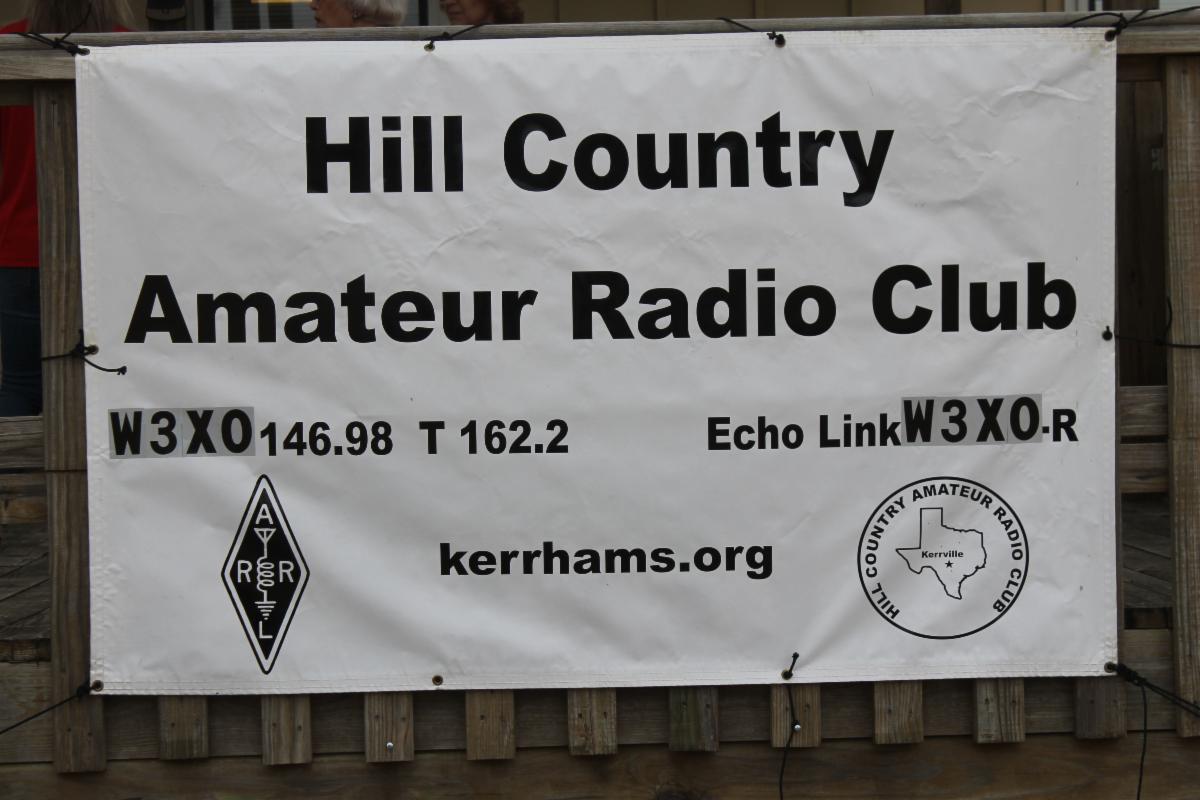 Hill Country
Amateur Radio Club
W3XO 146.98 T 162.2
Echo Link W3XO-R
A
R R
L
kerrhams.org
HILL COUNTRY AMATEUR RADIO CLUB
Kerrville